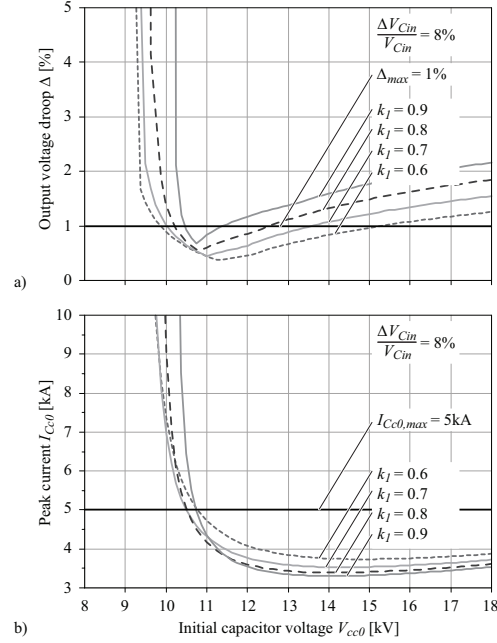 5
4
3
2
1
0
Output voltage droop Δ [%]
ΔV_Cin / V_Cin = 8%
Δ_max = 1%
k_1 = 0.9
k_1 = 0.8
k_1 = 0.7
k_1 = 0.6
a)
10
9
8
7
6
5
4
3
Peak current I_Cc0 [kA]
ΔV_Cin / V_Cin = 8%
I_Cc0,max = 5kA
k_1 = 0.6
k_1 = 0.7
k_1 = 0.8
k_1 = 0.9
8 9 10 11 12 13 14 15 16 17 18
b)
Initial capacitor voltage V_cc0 [kV]